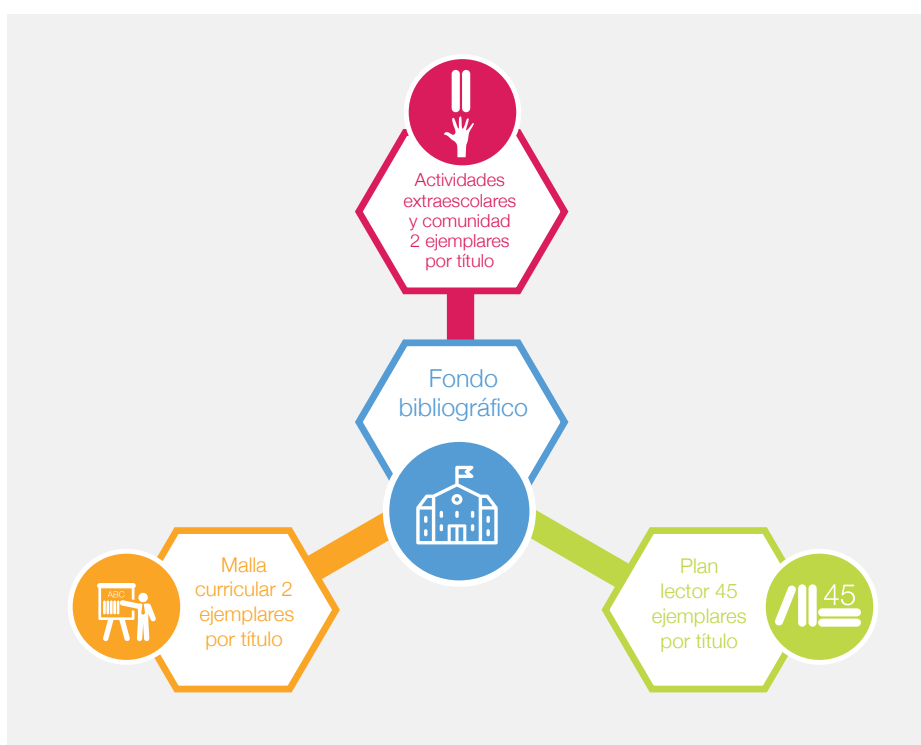 Actividades
extraescolares
y comunidad
2 ejemplares
por título
Fondo
bibliográfico
ABC
Malla
curricular 2
ejemplares
por título
Plan
lector 45
ejemplares
por título
45